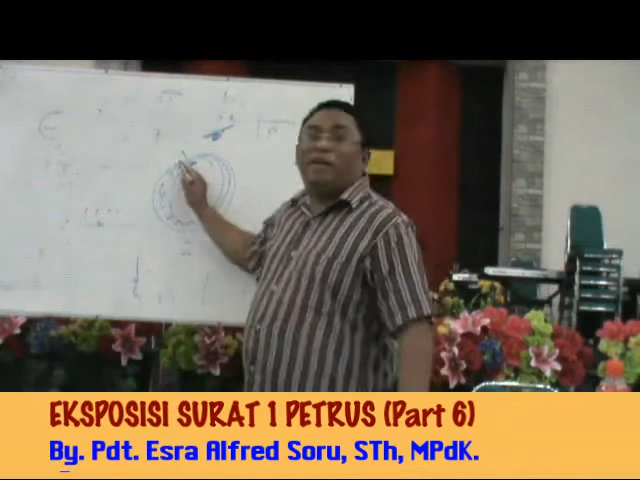 EKSPOSISI SURAT 1 PETRUS (Part 6)
By. Pdt. Esra Alfred Soru, STh, MPdK.